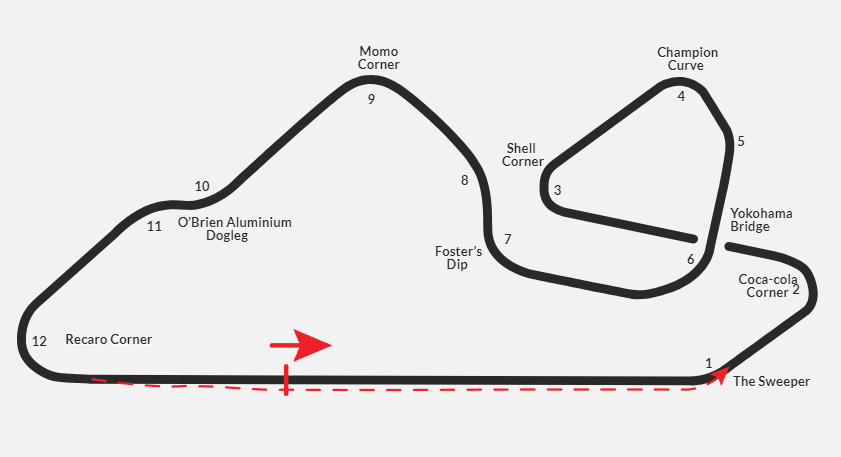 Momo
Corner
9
Champion
Curve
4
5
Shell
Corner
3
8
10
O'Brien Aluminium
Dogleg
11
7
Foster's
Dip
Yokohama
Bridge
6
Coca-cola
Corner 2
12
Recaro Corner
1
The Sweeper